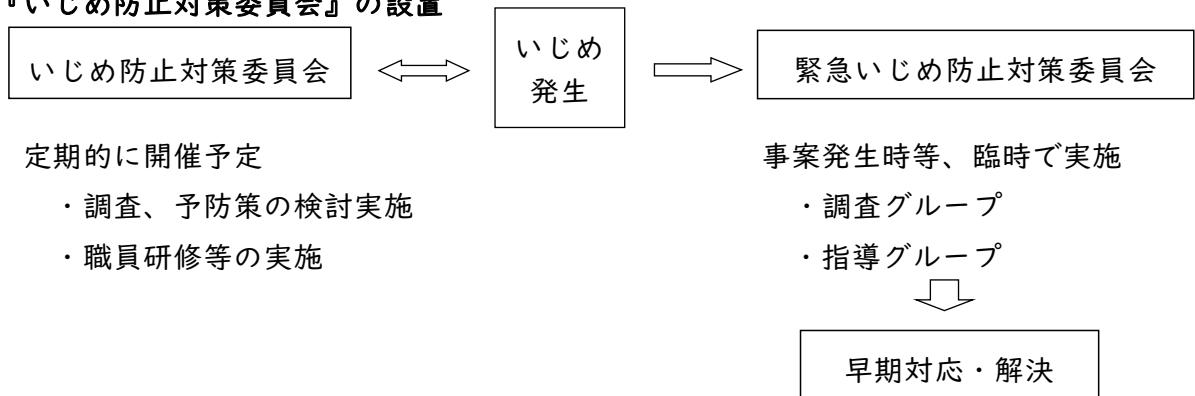 『いじめ防止対策委員会』の設置
いじめ防止対策委員会
いじめ
発生
緊急いじめ防止対策委員会
定期的に開催予定
・調査、予防策の検討実施
・職員研修等の実施
事案発生時等、臨時で実施
・調査グループ
・指導グループ
早期対応・解決